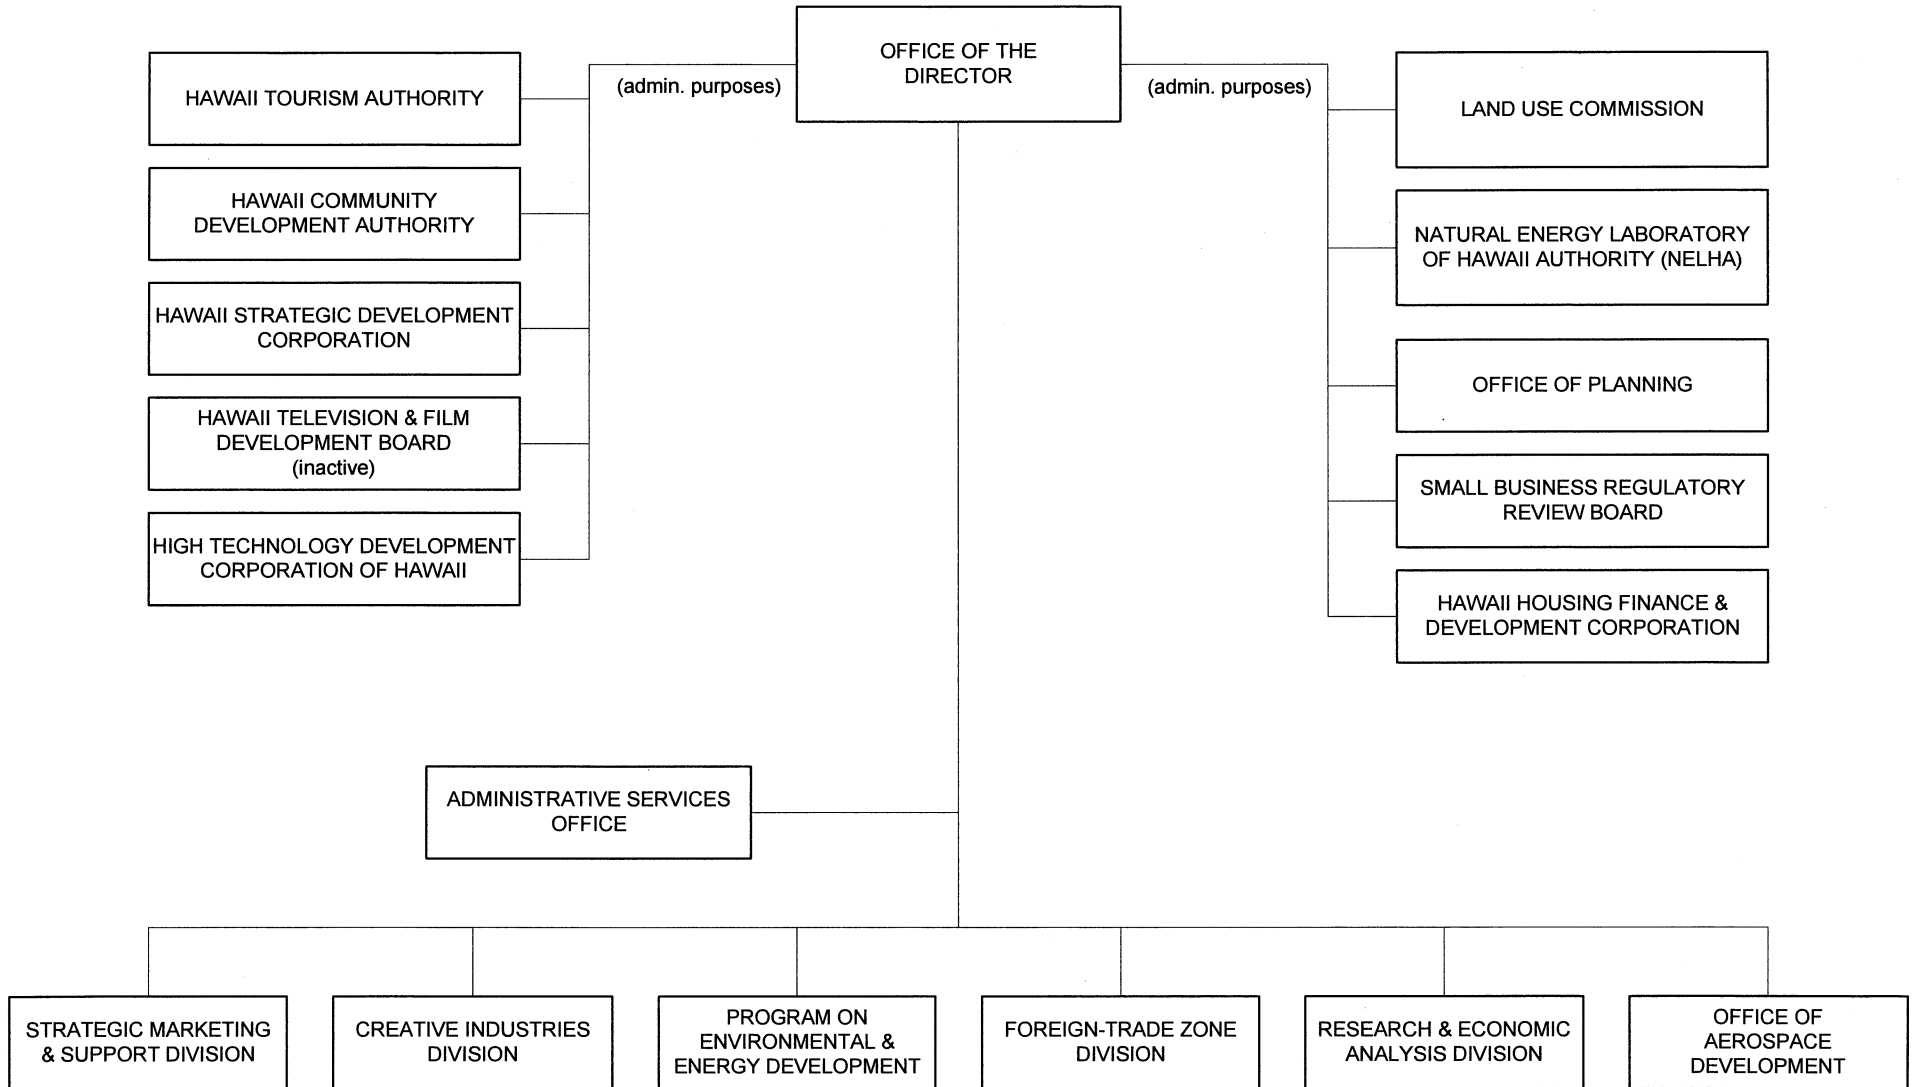 OFFICE OF THE
DIRECTOR
(admin. purposes)
(admin. purposes)
HAWAII TOURISM AUTHORITY
HAWAII COMMUNITY
DEVELOPMENT AUTHORITY
HAWAII STRATEGIC DEVELOPMENT
CORPORATION
HAWAII TELEVISION & FILM
DEVELOPMENT BOARD
(inactive)
HIGH TECHNOLOGY DEVELOPMENT
CORPORATION OF HAWAII
LAND USE COMMISSION
NATURAL ENERGY LABORATORY
OF HAWAII AUTHORITY (NELHA)
OFFICE OF PLANNING
SMALL BUSINESS REGULATORY
REVIEW BOARD
HAWAII HOUSING FINANCE &
DEVELOPMENT CORPORATION
ADMINISTRATIVE SERVICES
OFFICE
STRATEGIC MARKETING
& SUPPORT DIVISION
CREATIVE INDUSTRIES
DIVISION
PROGRAM ON
ENVIRONMENTAL &
ENERGY DEVELOPMENT
FOREIGN-TRADE ZONE
DIVISION
RESEARCH & ECONOMIC
ANALYSIS DIVISION
OFFICE OF
AEROSPACE
DEVELOPMENT